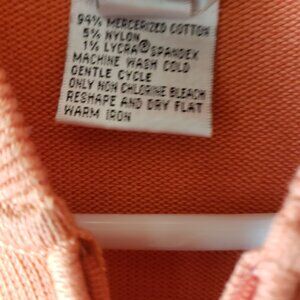 94% MERCERIZED COTTON
5% NYLON
1% LYCRA® SPANDEX
MACHINE WASH COLD
GENTLE CYCLE
ONLY NON CHLORINE BLEACH
RESHAPE AND DRY FLAT
WARM IRON